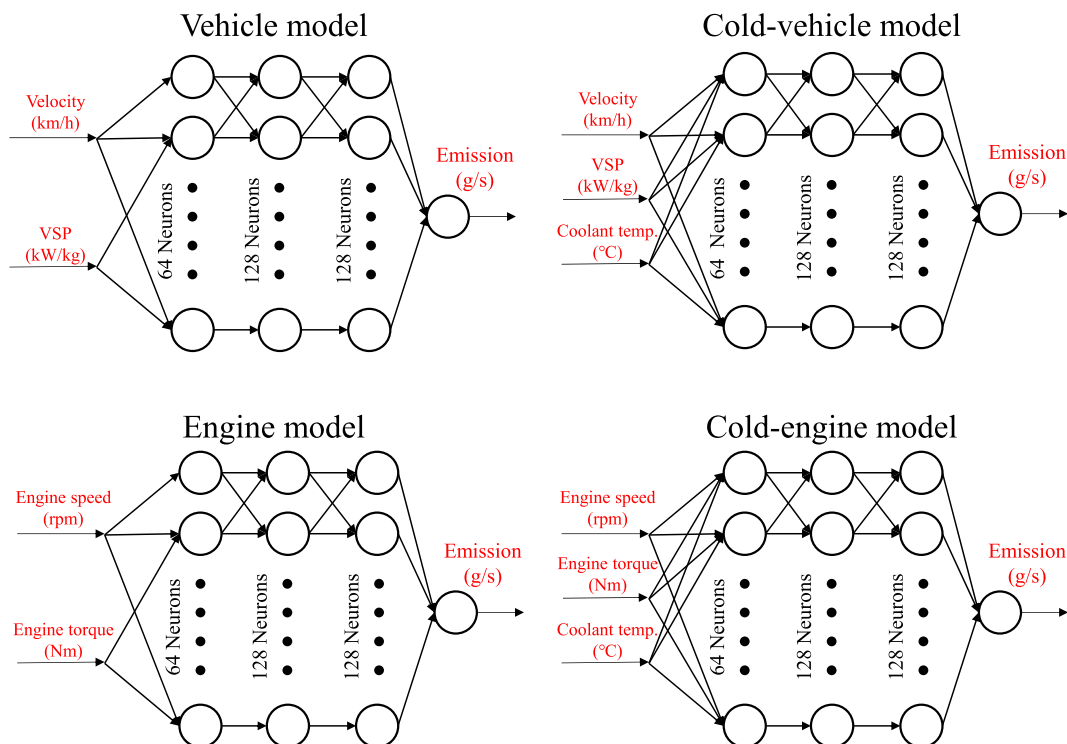 Vehicle model
Velocity
(km/h)
VSP
(kW/kg)
64 Neurons
128 Neurons
128 Neurons
Emission
(g/s)
Cold-vehicle model
Velocity
(km/h)
VSP
(kW/kg)
Coolant temp.
(℃)
64 Neurons
128 Neurons
128 Neurons
Emission
(g/s)
Engine model
Engine speed
(rpm)
Engine torque
(Nm)
64 Neurons
128 Neurons
128 Neurons
Emission
(g/s)
Cold-engine model
Engine speed
(rpm)
Engine torque
(Nm)
Coolant temp.
(℃)
64 Neurons
128 Neurons
128 Neurons
Emission
(g/s)